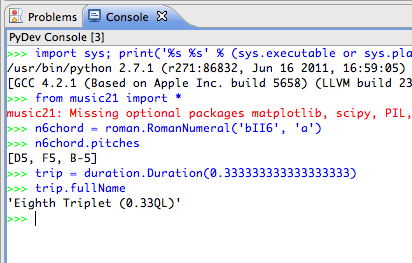 Problems Console
PyDev Console [3]
>>> import sys; print('%s %s' % (sys.executable or sys.pla
/usr/bin/python 2.7.1 (r271:86832, Jun 16 2011, 16:59:05)
[GCC 4.2.1 (Based on Apple Inc. build 5658) (LLVM build 23
>>> from music21 import *
music21: Missing optional packages matplotlib, scipy, PIL,
>>> n6chord = roman.RomanNumeral('bII6', 'a')
>>> n6chord.pitches
[D5, F5, B-5]
>>> trip = duration.Duration(0.333333333333333333)
>>> trip.fullName
'Eighth Triplet (0.33QL)'
>>>